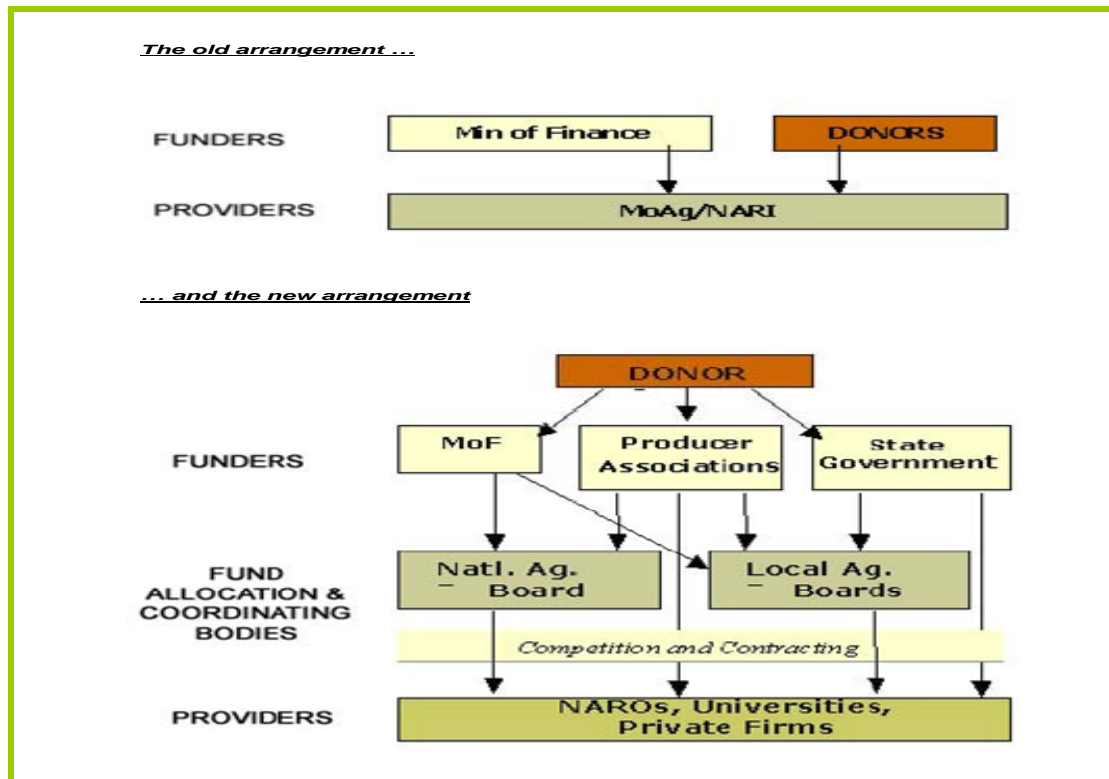 The old arrangement ...
FUNDERS
Min of Finance
DONORS
PROVIDERS
MoAg/NARI
... and the new arrangement
DONOR
FUNDERS
MoF
Producer
Associations
State
Government
FUND
ALLOCATION &
COORDINATING
BODIES
Natl. Ag.
Board
Local Ag.
Boards
Competition and Contracting
PROVIDERS
NAROs, Universities,
Private Firms